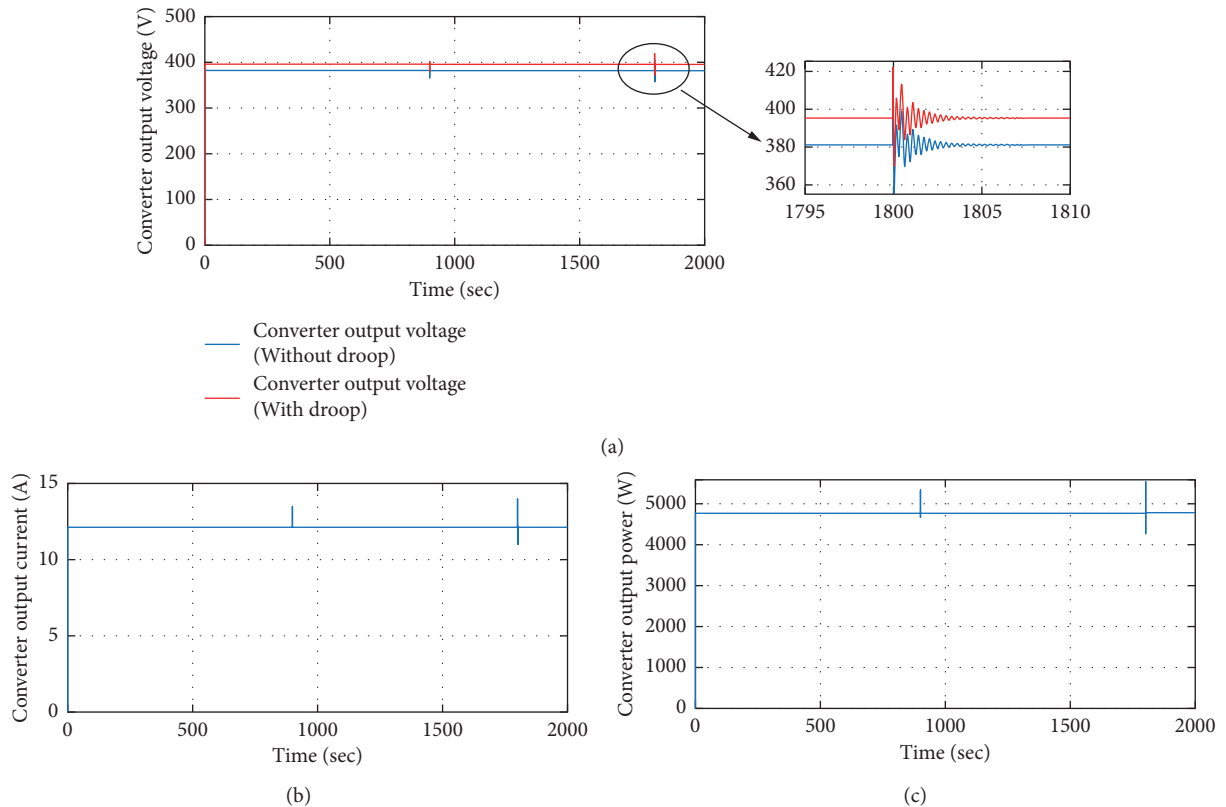 Converter output voltage (V)
500
400
300
200
100
0
0 500 1000 1500 2000
Time (sec)
420
400
380
360
1795 1800 1805 1810
Converter output voltage
(Without droop)
Converter output voltage
(With droop)
(a)
Converter output current (A)
15
10
5
0
0 500 1000 1500 2000
Time (sec)
(b)
Converter output power (W)
5000
4000
3000
2000
1000
0
0 500 1000 1500 2000
Time (sec)
(c)